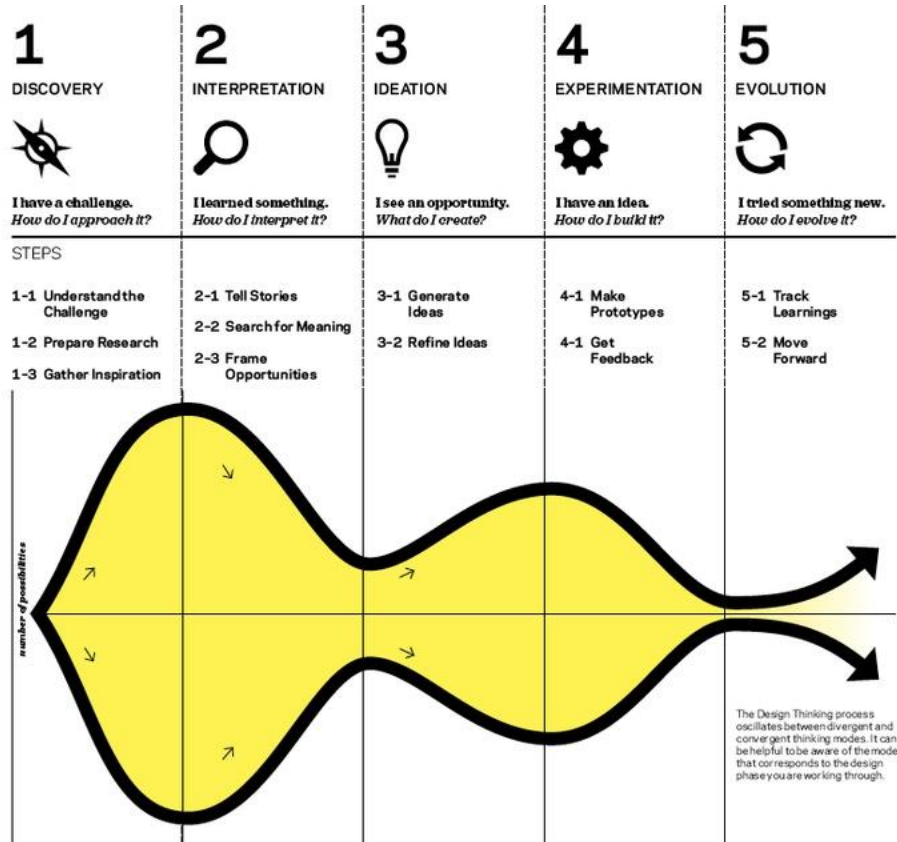 1
DISCOVERY
I have a challenge.
How do I approach it?
2
INTERPRETATION
I learned something.
How do I interpret it?
3
IDEATION
I see an opportunity.
What do I create?
4
EXPERIMENTATION
I have an idea.
How do I build it?
5
EVOLUTION
I tried something new.
How do I evolve it?
STEPS
1-1 Understand the
Challenge
1-2 Prepare Research
1-3 Gather Inspiration
2-1 Tell Stories
2-2 Search for Meaning
2-3 Frame
Opportunities
3-1 Generate
Ideas
3-2 Refine Ideas
4-1 Make
Prototypes
4-1 Get
Feedback
5-1 Track
Learnings
5-2 Move
Forward
number of possibilities
The Design Thinking process
oscillates between divergent and
convergent thinking modes. It can
be helpful to be aware of the mode
that corresponds to the design
phase you are working through.